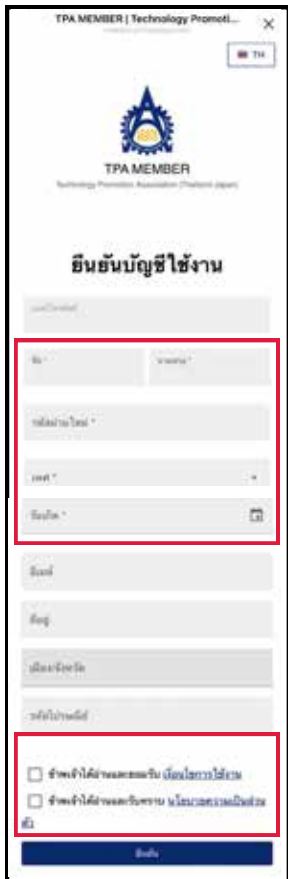 TPA MEMBER | Technology Promoti...
TH
TPA MEMBER
Technology Promotion Association (Thailand-Japan)
ยืนยันบัญชีใช้งาน
ชื่อ *
นามสกุล *
รหัสผ่านใหม่ *
เพศ *
วันเกิด *
อีเมล์
ที่อยู่
เมือง/จังหวัด
รหัสไปรษณีย์
ข้าพเจ้าได้อ่านและยอมรับ เงื่อนไขการใช้งาน
ข้าพเจ้าได้อ่านและรับทราบ นโยบายความเป็นส่วน
ตัว
ยืนยัน